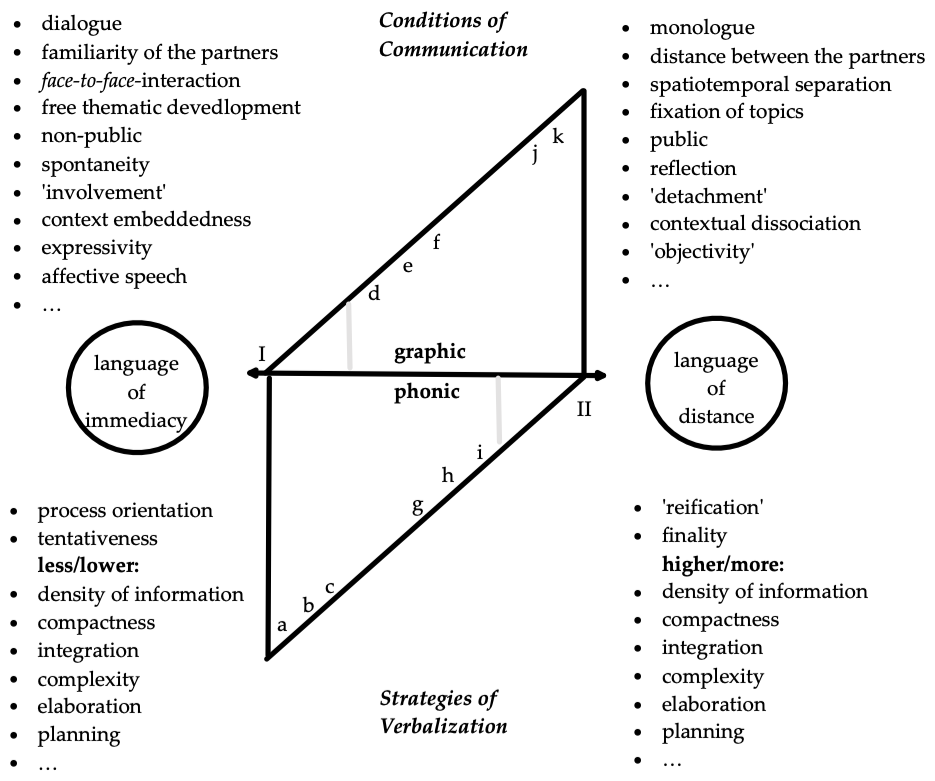 • dialogue
• familiarity of the partners
• face-to-face-interaction
• free thematic devedlopment
• non-public
• spontaneity
• 'involvement'
• context embeddedness
• expressivity
• affective speech
• …
Conditions of
Communication
• monologue
• distance between the partners
• spatiotemporal separation
• fixation of topics
• public
• reflection
• 'detachment'
• contextual dissociation
• 'objectivity'
• …
k
j
f
e
d
I
graphic
phonic
II
i
h
g
c
b
a
language
of
immediacy
language
of
distance
• process orientation
• tentativeness
less/lower:
• density of information
• compactness
• integration
• complexity
• elaboration
• planning
• …
Strategies of
Verbalization
• 'reification'
• finality
higher/more:
• density of information
• compactness
• integration
• complexity
• elaboration
• planning
• …